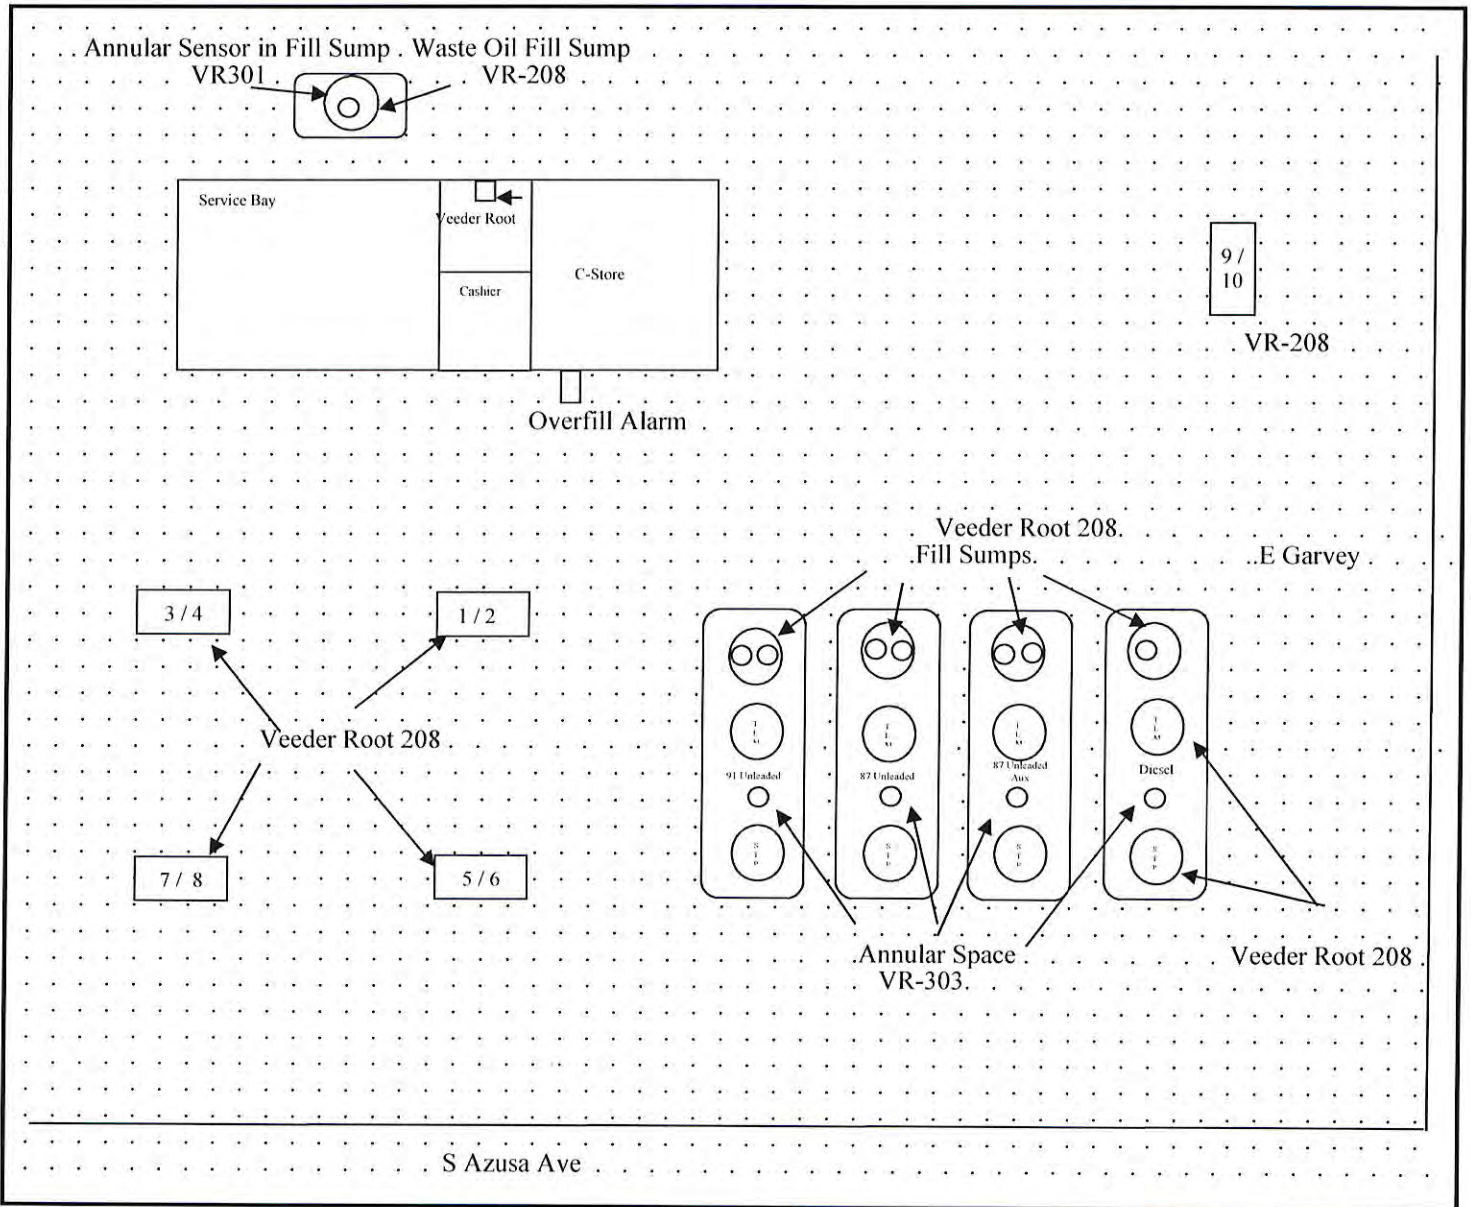 Annular Sensor in Fill Sump
VR301
Waste Oil Fill Sump
VR-208
Service Bay
Veeder Root
Cashier
C-Store
Overfill Alarm
9 /
10
VR-208
Veeder Root 208.
Fill Sumps.
E Garvey
3 / 4
1 / 2
Veeder Root 208
7 / 8
5 / 6
T
L
M
91 Unleaded
S
T
P
T
L
M
87 Unleaded
S
T
P
T
L
M
87 Unleaded
Aux
S
T
P
T
L
M
Diesel
S
T
P
Annular Space
VR-303.
Veeder Root 208
S Azusa Ave